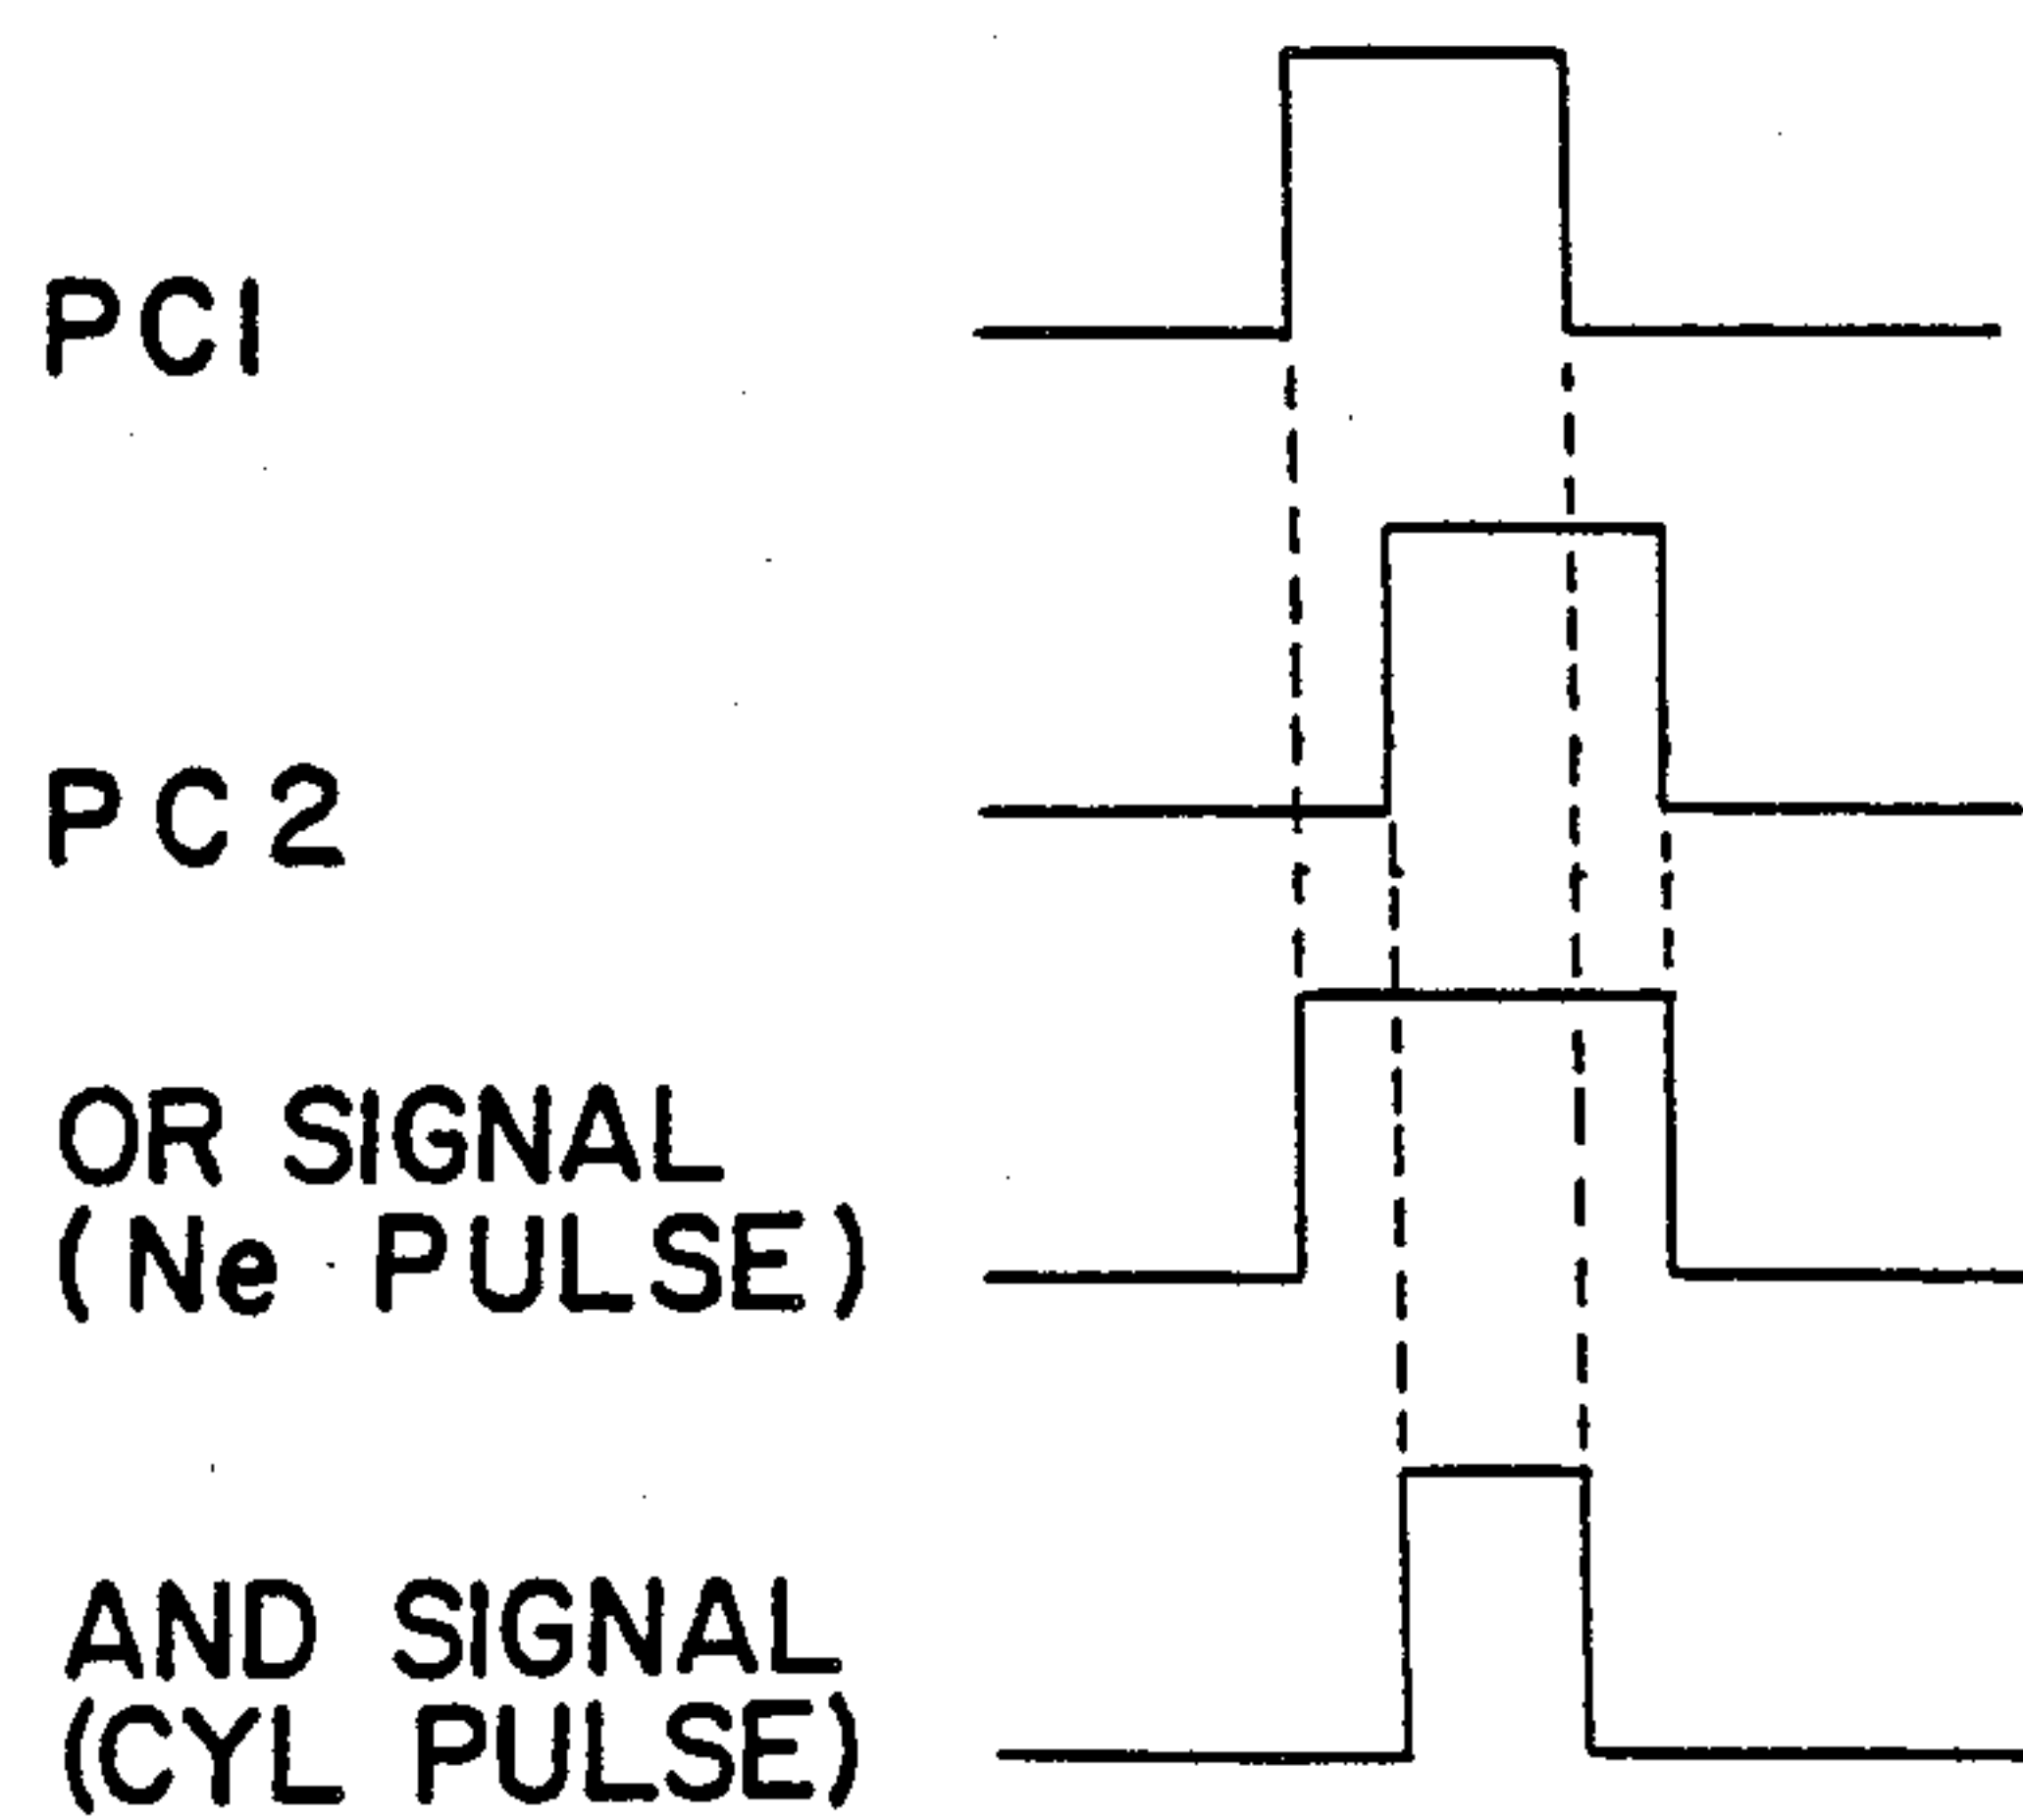 PC1
PC2
OR SIGNAL
(Ne PULSE)
AND SIGNAL
(CYL PULSE)